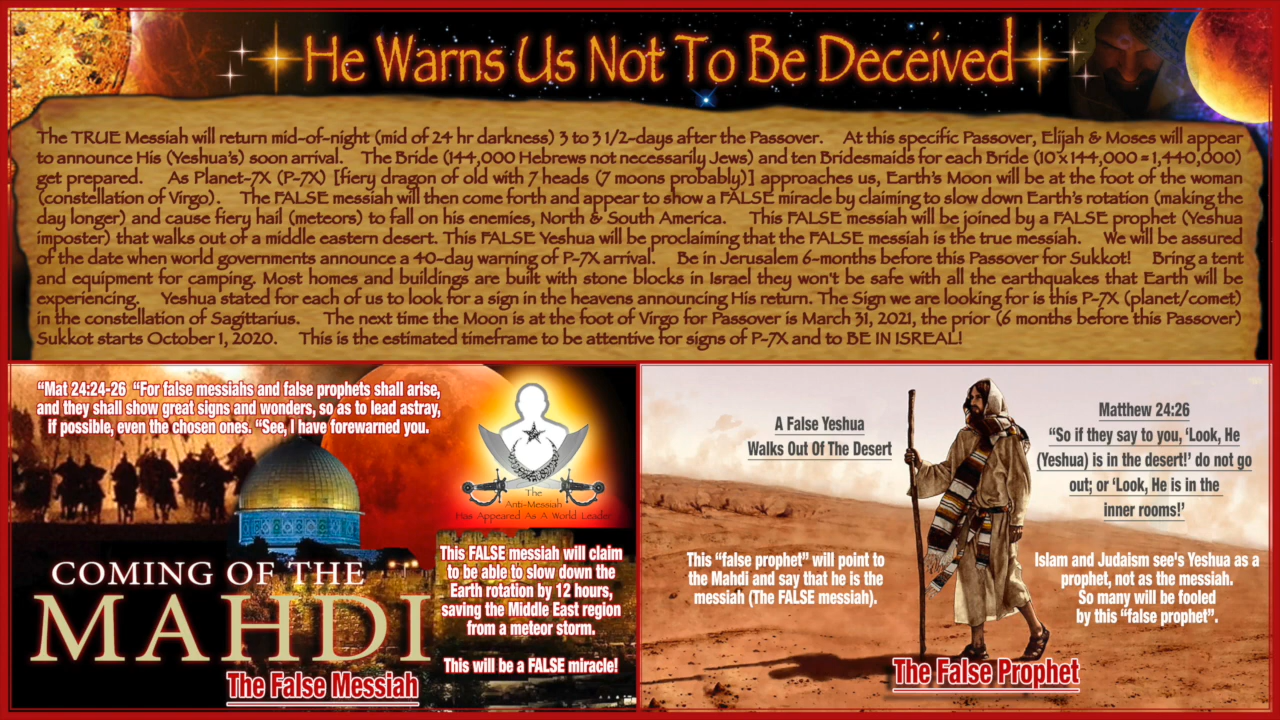 He Warns Us Not To Be Deceived
The TRUE Messiah will return mid-of-night (mid of 24 hr darkness) 3 to 3 1/2-days after the Passover. At this specific Passover, Elijah & Moses will appear
to announce His (Yeshua's) soon arrival. The Bride (144,000 Hebrews not necessarily Jews) and ten Bridesmaids for each Bride (10 x 144,000 = 1,440,000)
get prepared. As Planet-7X (P-7X) [fiery dragon of old with 7 heads (7 moons probably)] approaches us, Earth's Moon will be at the foot of the woman
(constellation of Virgo). The FALSE messiah will then come forth and appear to show a FALSE miracle by claiming to slow down Earth's rotation (making the
day longer) and cause fiery hail (meteors) to fall on his enemies, North & South America. This FALSE messiah will be joined by a FALSE prophet (Yeshua
imposter) that walks out of a middle eastern desert. This FALSE Yeshua will be proclaiming that the FALSE messiah is the true messiah. We will be assured
of the date when world governments announce a 40-day warning of P-7X arrival. Be in Jerusalem 6-months before this Passover for Sukkot! Bring a tent
and equipment for camping. Most homes and buildings are built with stone blocks in Israel they won't be safe with all the earthquakes that Earth will be
experiencing. Yeshua stated for each of us to look for a sign in the heavens announcing His return. The Sign we are looking for is this P-7X (planet/comet)
in the constellation of Sagittarius. The next time the Moon is at the foot of Virgo for Passover is March 31, 2021, the prior (6 months before this Passover)
Sukkot starts October 1, 2020. This is the estimated timeframe to be attentive for signs of P-7X and to BE IN ISREAL!
"Mat 24:24-26 "For false messiahs and false prophets shall arise,
and they shall show great signs and wonders, so as to lead astray,
if possible, even the chosen ones. "See, I have forewarned you.
The
Anti-Messiah
Has Appeared As A World Leader
COMING OF THE
MAHDI
The False Messiah
This FALSE messiah will claim
to be able to slow down the
Earth rotation by 12 hours,
saving the Middle East region
from a meteor storm.
This will be a FALSE miracle!
A False Yeshua
Walks Out Of The Desert
Matthew 24:26
"So if they say to you, 'Look, He
(Yeshua) is in the desert!' do not go
out; or 'Look, He is in the
inner rooms!'
This "false prophet" will point to
the Mahdi and say that he is the
messiah (The FALSE messiah).
Islam and Judaism see's Yeshua as a
prophet, not as the messiah.
So many will be fooled
by this "false prophet".
The False Prophet